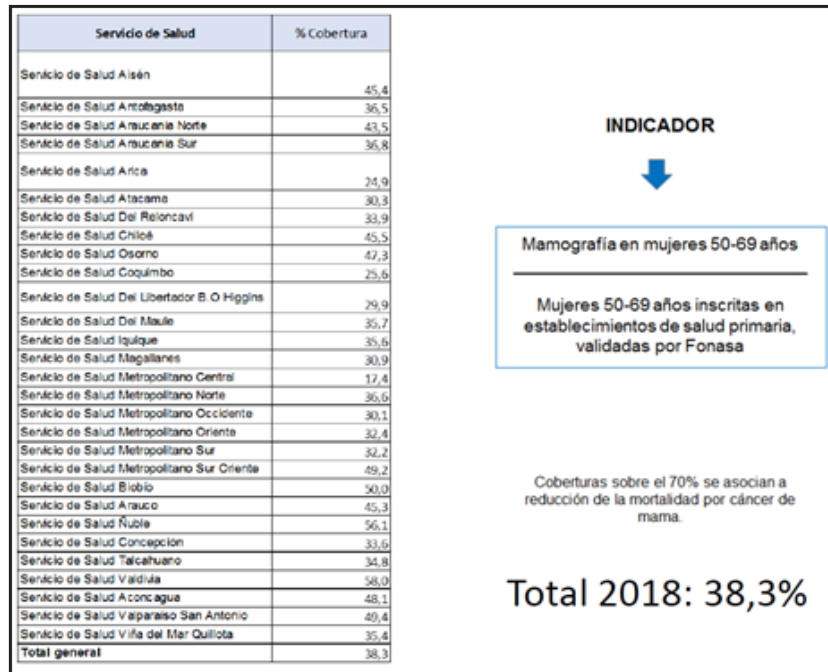 Servicio de Salud % Cobertura
Servicio de Salud Aisén 45,4
Servicio de Salud Antofagasta 36,5
Servicio de Salud Araucania Norte 43,5
Servicio de Salud Araucania Sur 36,8
Servicio de Salud Arica 24,9
Servicio de Salud Atacama 30,3
Servicio de Salud Del Reloncavi 33,9
Servicio de Salud Chiloé 45,5
Servicio de Salud Osorno 47,3
Servicio de Salud Coquimbo 25,6
Servicio de Salud Del Libertador B.O Higgins 29,9
Servicio de Salud Del Maule 35,7
Servicio de Salud Iquique 35,6
Servicio de Salud Magallanes 30,9
Servicio de Salud Metropolitano Central 17,4
Servicio de Salud Metropolitano Norte 36,6
Servicio de Salud Metropolitano Occidente 30,1
Servicio de Salud Metropolitano Oriente 32,4
Servicio de Salud Metropolitano Sur 32,2
Servicio de Salud Metropolitano Sur Oriente 49,2
Servicio de Salud Biobio 50,0
Servicio de Salud Arauco 45,3
Servicio de Salud Ñuble 56,1
Servicio de Salud Concepcion 33,6
Servicio de Salud Talcahuano 34,8
Servicio de Salud Valdivia 58,0
Servicio de Salud Aconcagua 48,1
Servicio de Salud Valparaiso San Antonio 49,4
Servicio de Salud Viña del Mar Quillota 35,4
Total general 38,3
INDICADOR
Mamografía en mujeres 50-69 años
Mujeres 50-69 años inscritas en
establecimientos de salud primaria,
validadas por Fonasa
Coberturas sobre el 70% se asocian a
reducción de la mortalidad por cáncer de
mama.
Total 2018: 38,3%